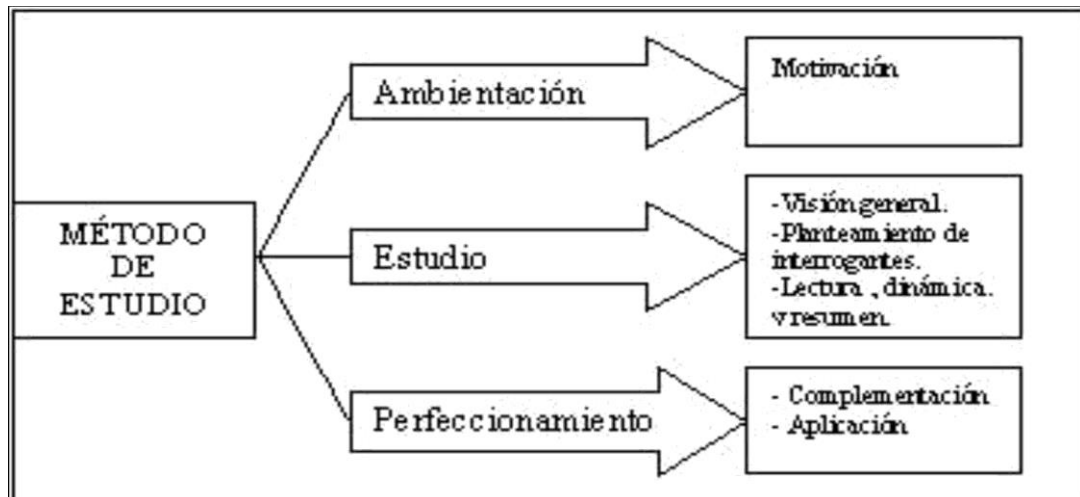 MÉTODO
DE
ESTUDIO
Ambientación
Motivación
Estudio
-Visión general.
-Planteamiento de
interrogantes.
-Lectura , dinámica.
y resumen.
Perfeccionamiento
- Complementación
- Aplicación